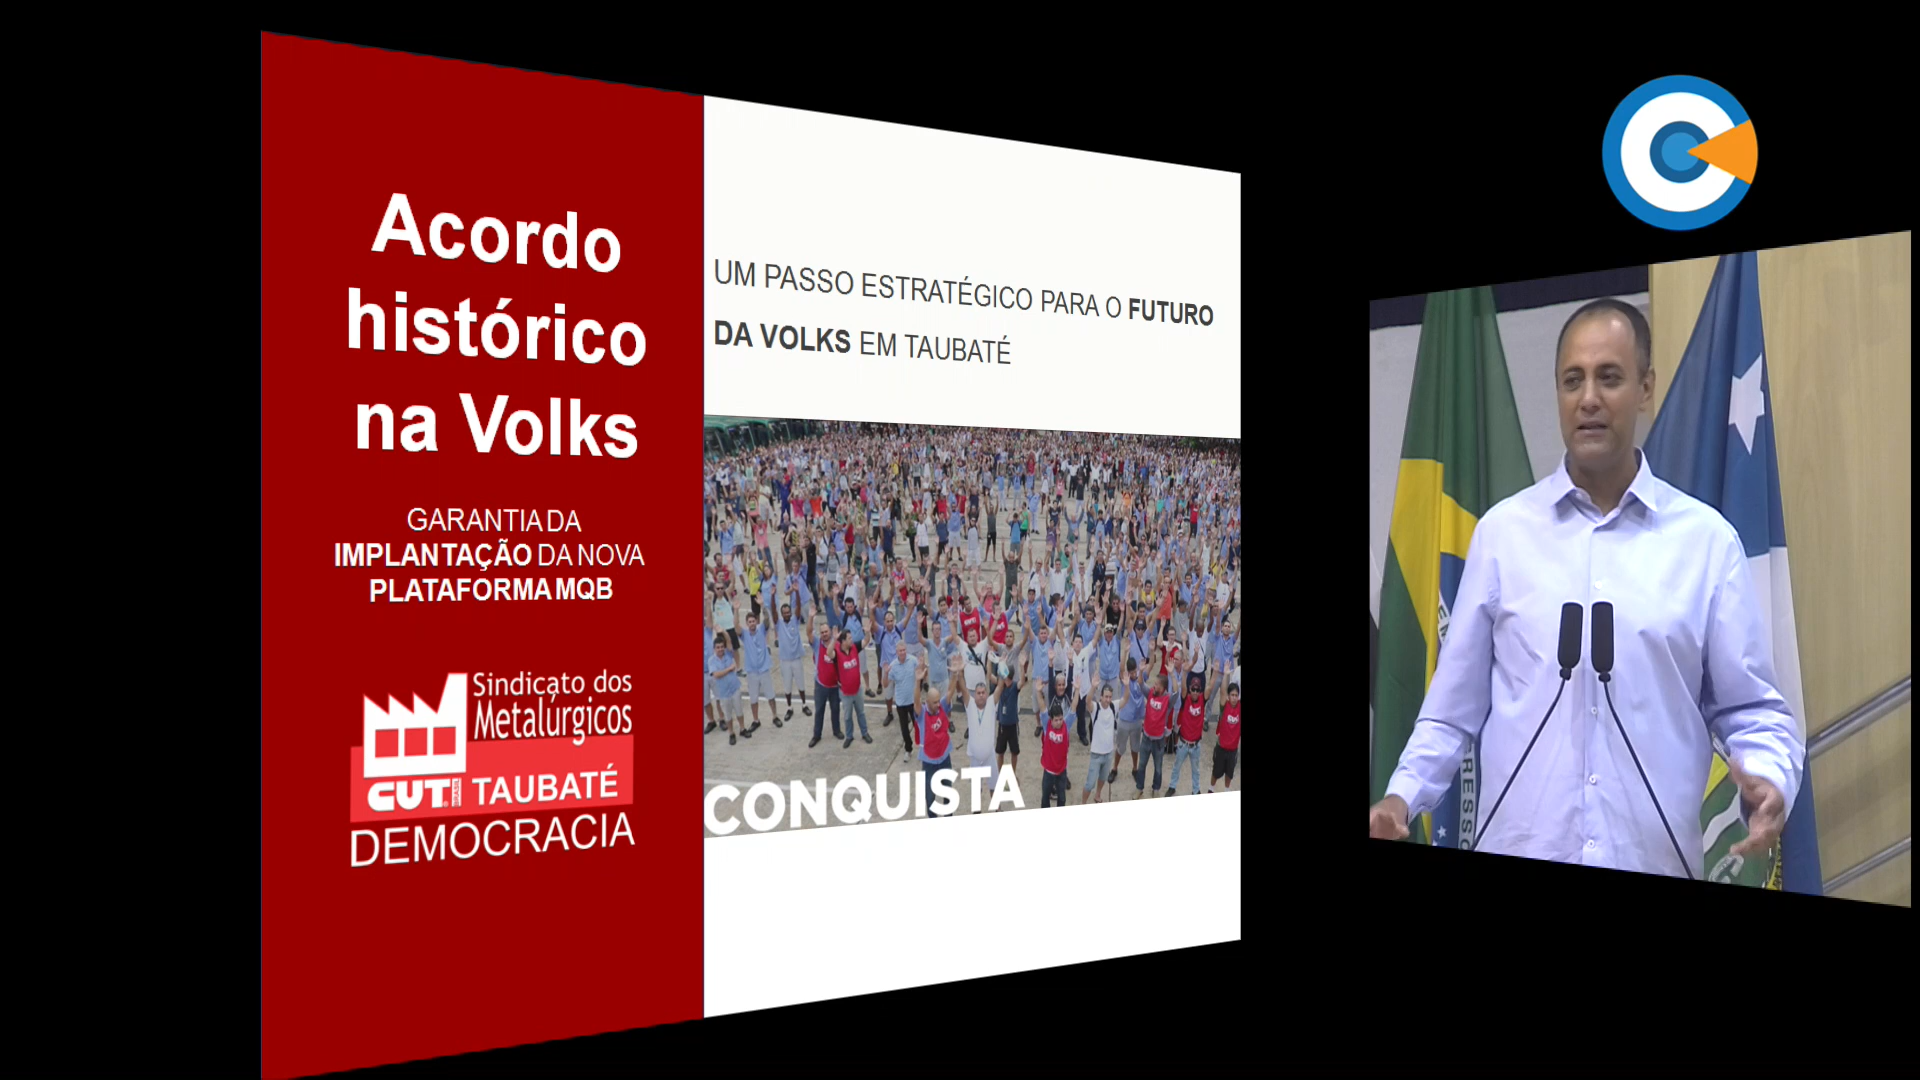 Acordo
histórico
na Volks
GARANTIA DA
IMPLANTAÇÃO DA NOVA
PLATAFORMA MQB
Sindicato dos
Metalúrgicos
CUT BRASIL TAUBATÉ
DEMOCRACIA
UM PASSO ESTRATÉGICO PARA O FUTURO
DA VOLKS EM TAUBATÉ
CONQUISTA